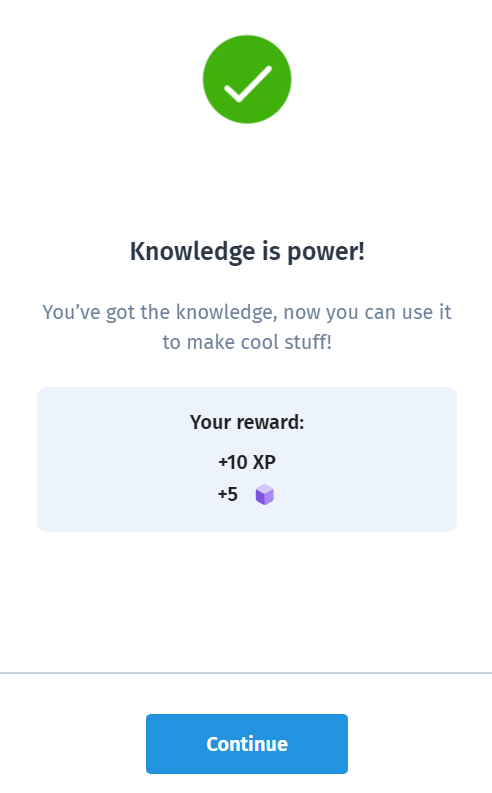 Knowledge is power!
You’ve got the knowledge, now you can use it
to make cool stuff!
Your reward:
+10 XP
+5
Continue